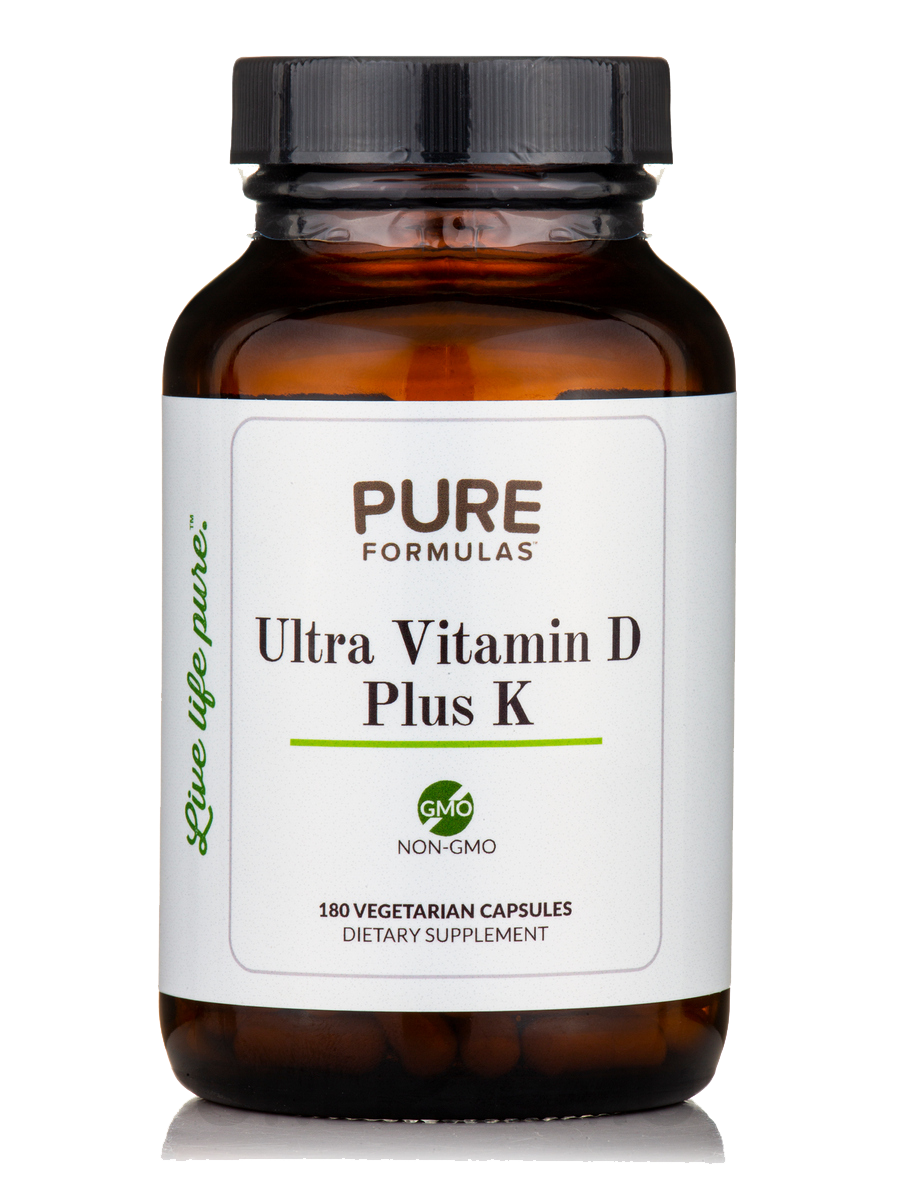 PURE
FORMULAS™
Ultra Vitamin D
Plus K
GMO
NON-GMO
180 VEGETARIAN CAPSULES
DIETARY SUPPLEMENT
Live life pure.™